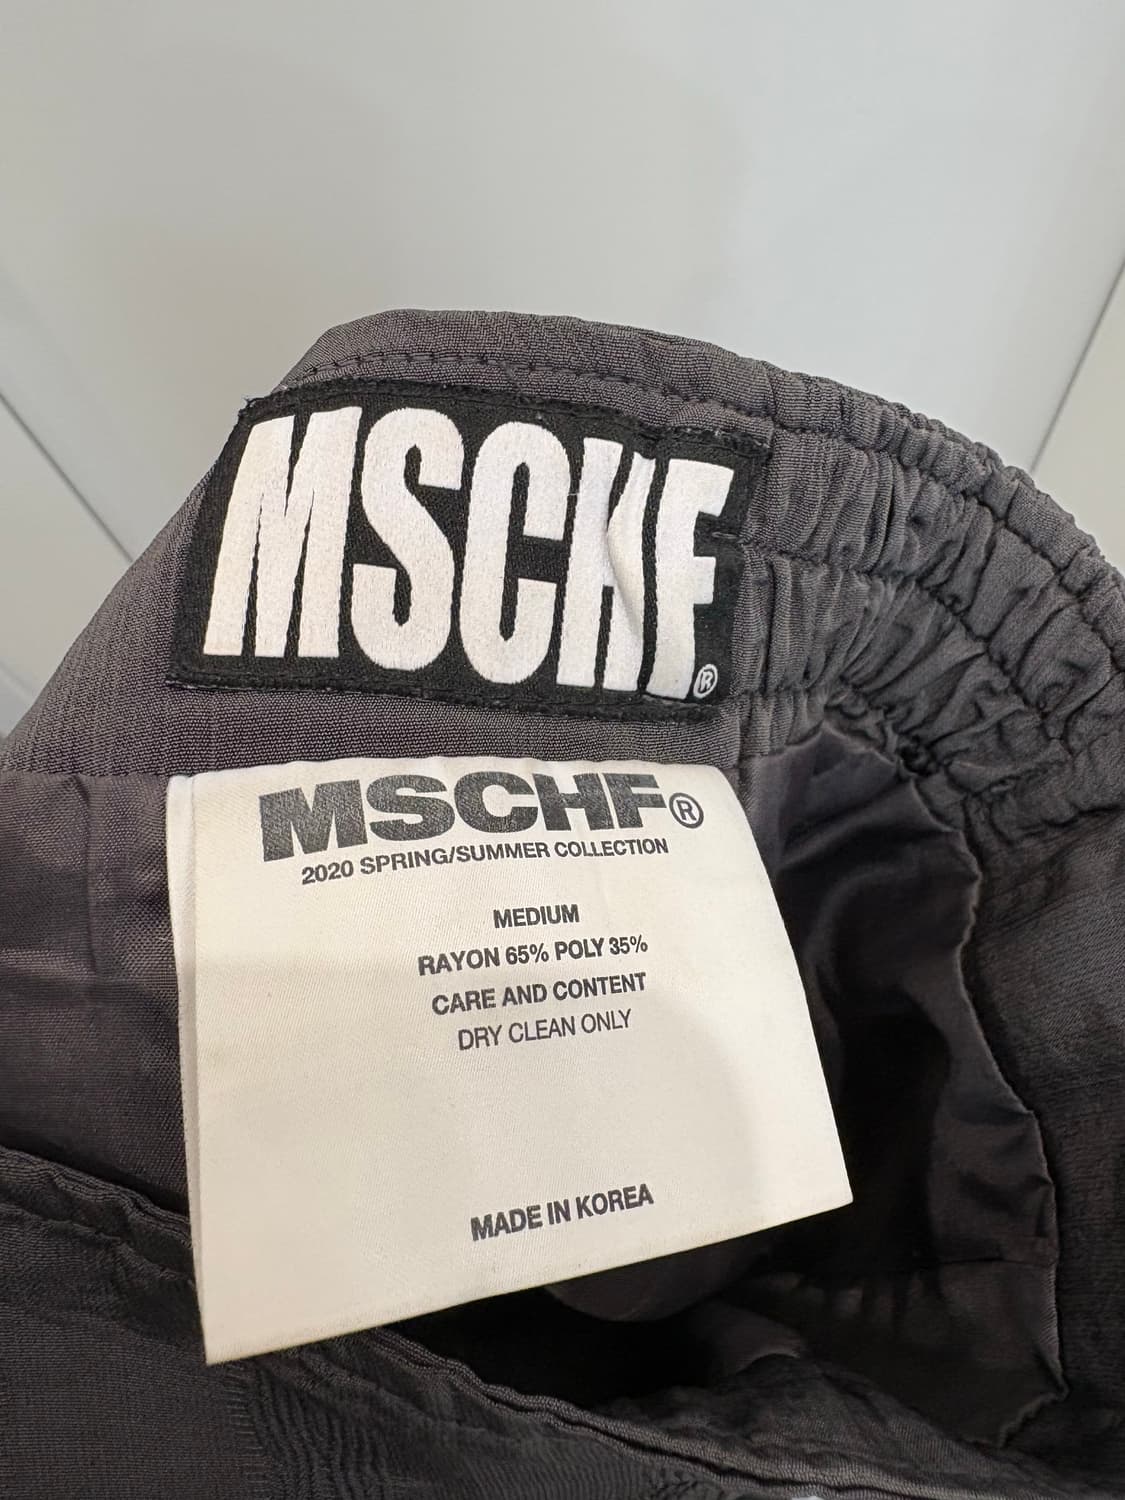 MSCHF®
MSCHF®
2020 SPRING/SUMMER COLLECTION
MEDIUM
RAYON 65% POLY 35%
CARE AND CONTENT
DRY CLEAN ONLY
MADE IN KOREA